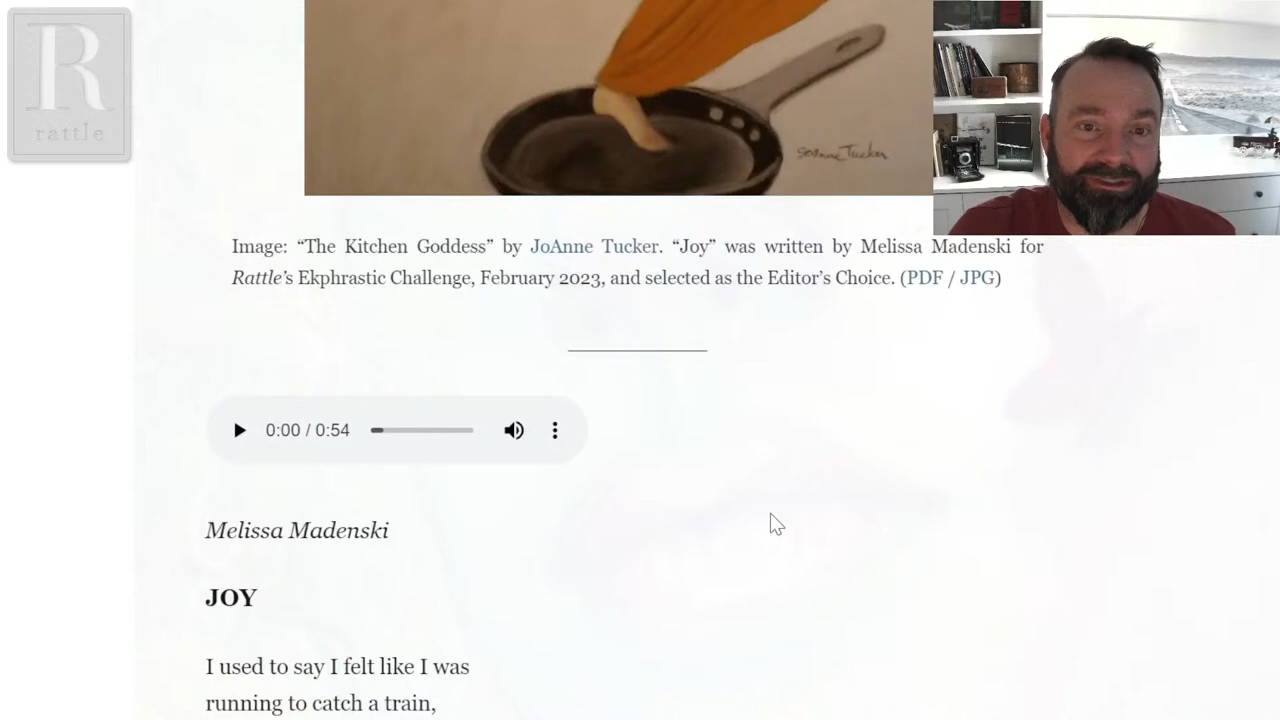 R
rattle
JoAnne Tucker
Image: “The Kitchen Goddess” by JoAnne Tucker. “Joy” was written by Melissa Madenski for
Rattle’s Ekphrastic Challenge, February 2023, and selected as the Editor’s Choice. (PDF / JPG)
0:00 / 0:54
Melissa Madenski
JOY
I used to say I felt like I was
running to catch a train,